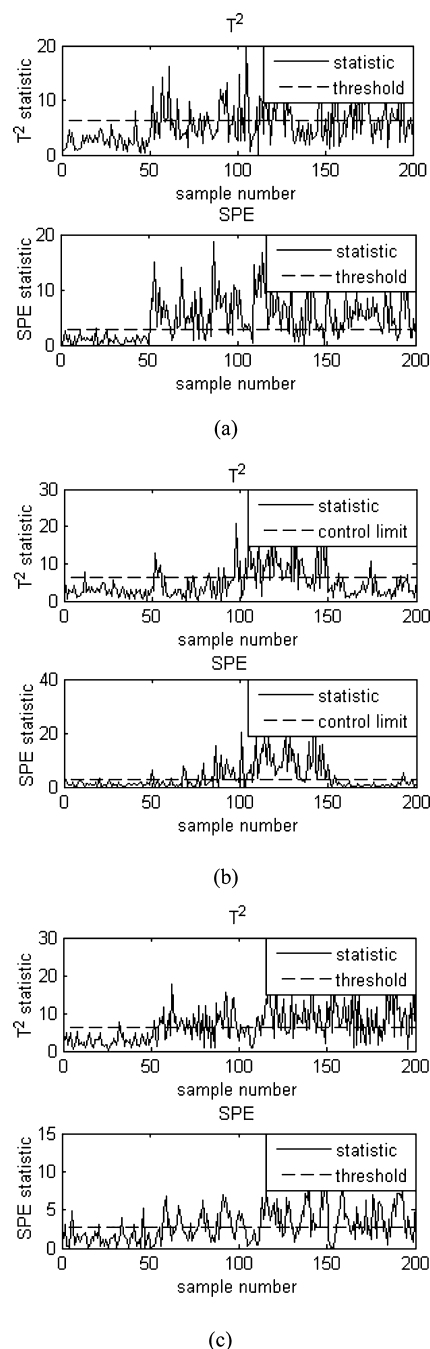 T²
T² statistic
20
10
0
statistic
threshold
0 50 100 150 200
sample number
SPE
SPE statistic
20
10
0
statistic
threshold
0 50 100 150 200
sample number
(a)
T²
T² statistic
30
20
10
0
statistic
control limit
0 50 100 150 200
sample number
SPE
SPE statistic
40
20
0
statistic
control limit
0 50 100 150 200
sample number
(b)
T²
T² statistic
30
20
10
0
statistic
threshold
0 50 100 150 200
sample number
SPE
SPE statistic
15
10
5
0
statistic
threshold
0 50 100 150 200
sample number
(c)